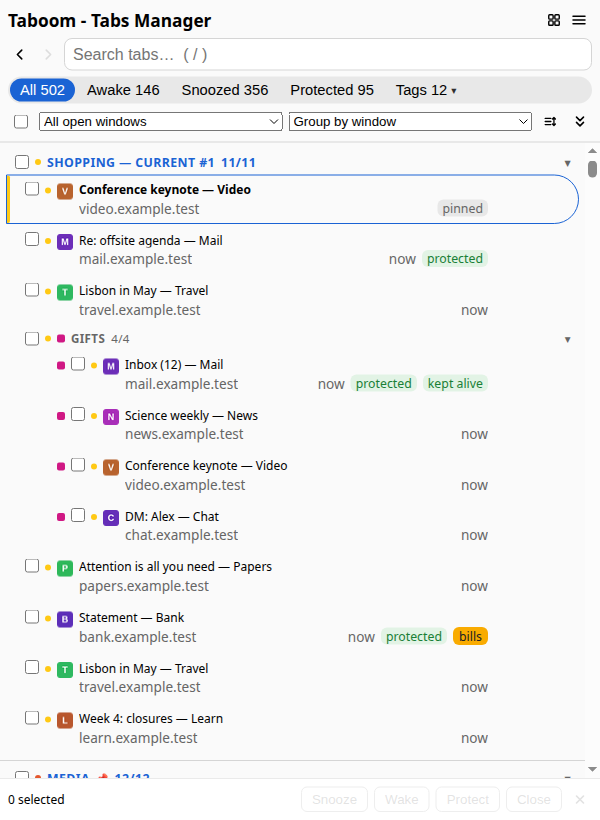 Taboom - Tabs Manager
Search tabs… ( / )
All 502 Awake 146 Snoozed 356 Protected 95 Tags 12 ▾
All open windows Group by window
SHOPPING — CURRENT #1 11/11 ▼
V Conference keynote — Video
video.example.test pinned
M Re: offsite agenda — Mail
mail.example.test now protected
T Lisbon in May — Travel
travel.example.test now
GIFTS 4/4 ▼
M Inbox (12) — Mail
mail.example.test now protected kept alive
N Science weekly — News
news.example.test now
V Conference keynote — Video
video.example.test now
C DM: Alex — Chat
chat.example.test now
P Attention is all you need — Papers
papers.example.test now
B Statement — Bank
bank.example.test now protected bills
T Lisbon in May — Travel
travel.example.test now
L Week 4: closures — Learn
learn.example.test now
MEDIA 📌 12/12
0 selected Snooze Wake Protect Close ✕